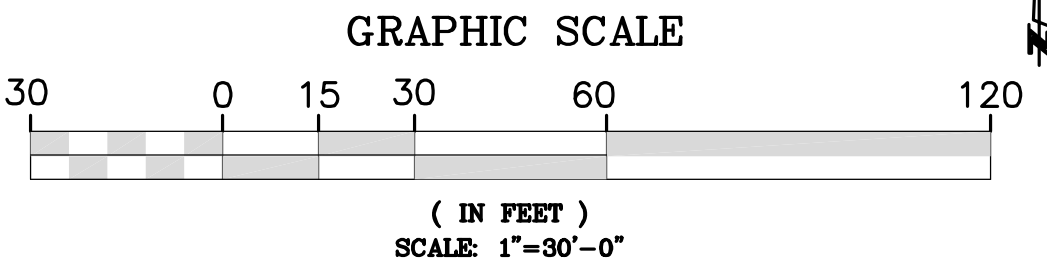 GRAPHIC SCALE
30 0 15 30 60 120
( IN FEET )
SCALE: 1"=30'-0"